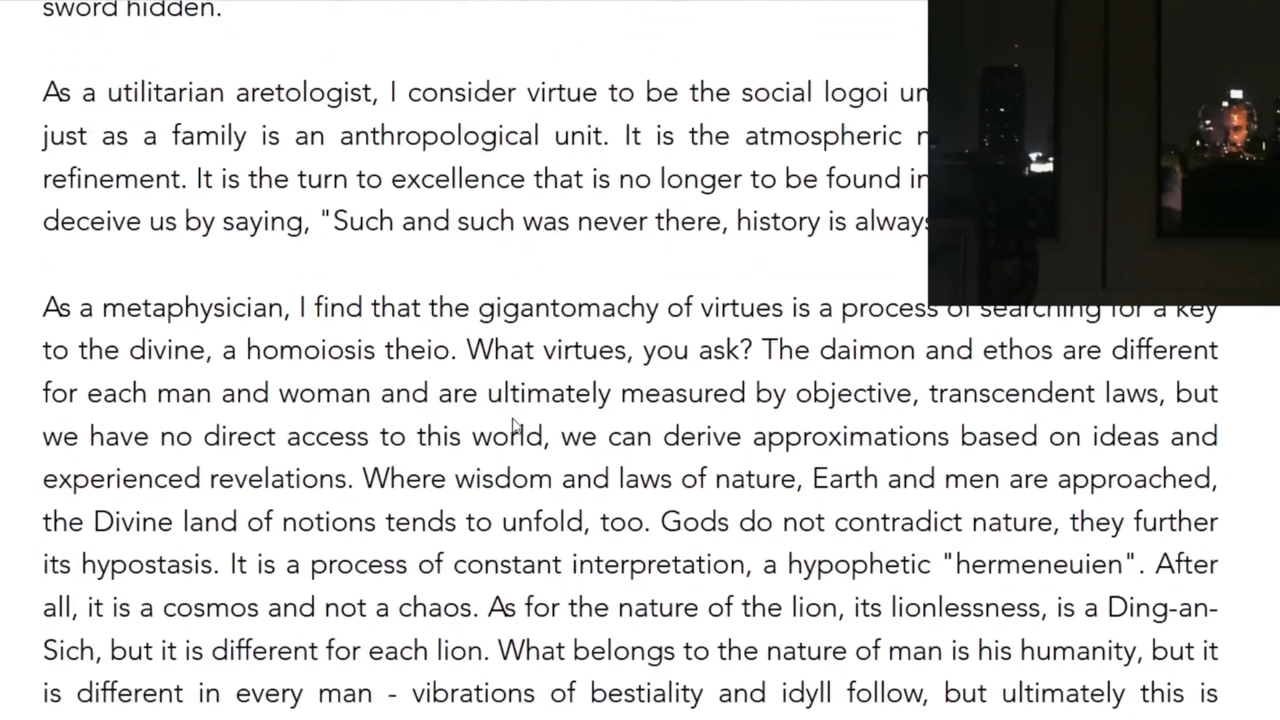 sword hidden.
As a utilitarian aretologist, I consider virtue to be the social logoi
just as a family is an anthropological unit. It is the atmospheric
refinement. It is the turn to excellence that is no longer to be found
deceive us by saying, "Such and such was never there, history is always
As a metaphysician, I find that the gigantomachy of virtues is a process of searching for a key
to the divine, a homoiosis theio. What virtues, you ask? The daimon and ethos are different
for each man and woman and are ultimately measured by objective, transcendent laws, but
we have no direct access to this world, we can derive approximations based on ideas and
experienced revelations. Where wisdom and laws of nature, Earth and men are approached,
the Divine land of notions tends to unfold, too. Gods do not contradict nature, they further
its hypostasis. It is a process of constant interpretation, a hypophetic "hermeneuien". After
all, it is a cosmos and not a chaos. As for the nature of the lion, its lionlessness, is a Ding-an-
Sich, but it is different for each lion. What belongs to the nature of man is his humanity, but it
is different in every man - vibrations of bestiality and idyll follow, but ultimately this is